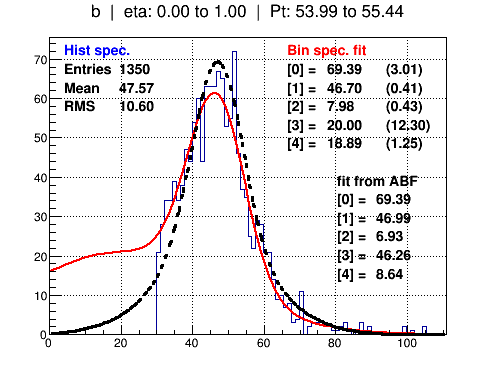 b | eta: 0.00 to 1.00 | Pt: 53.99 to 55.44
Hist spec.
Entries 1350
Mean 47.57
RMS 10.60
Bin spec. fit
[0] = 69.39 (3.01)
[1] = 46.70 (0.41)
[2] = 7.98 (0.43)
[3] = 20.00 (12.30)
[4] = 18.89 (1.25)
fit from ABF
[0] = 69.39
[1] = 46.99
[2] = 6.93
[3] = 46.26
[4] = 8.64
70
60
50
40
30
20
10
0
0 20 40 60 80 100